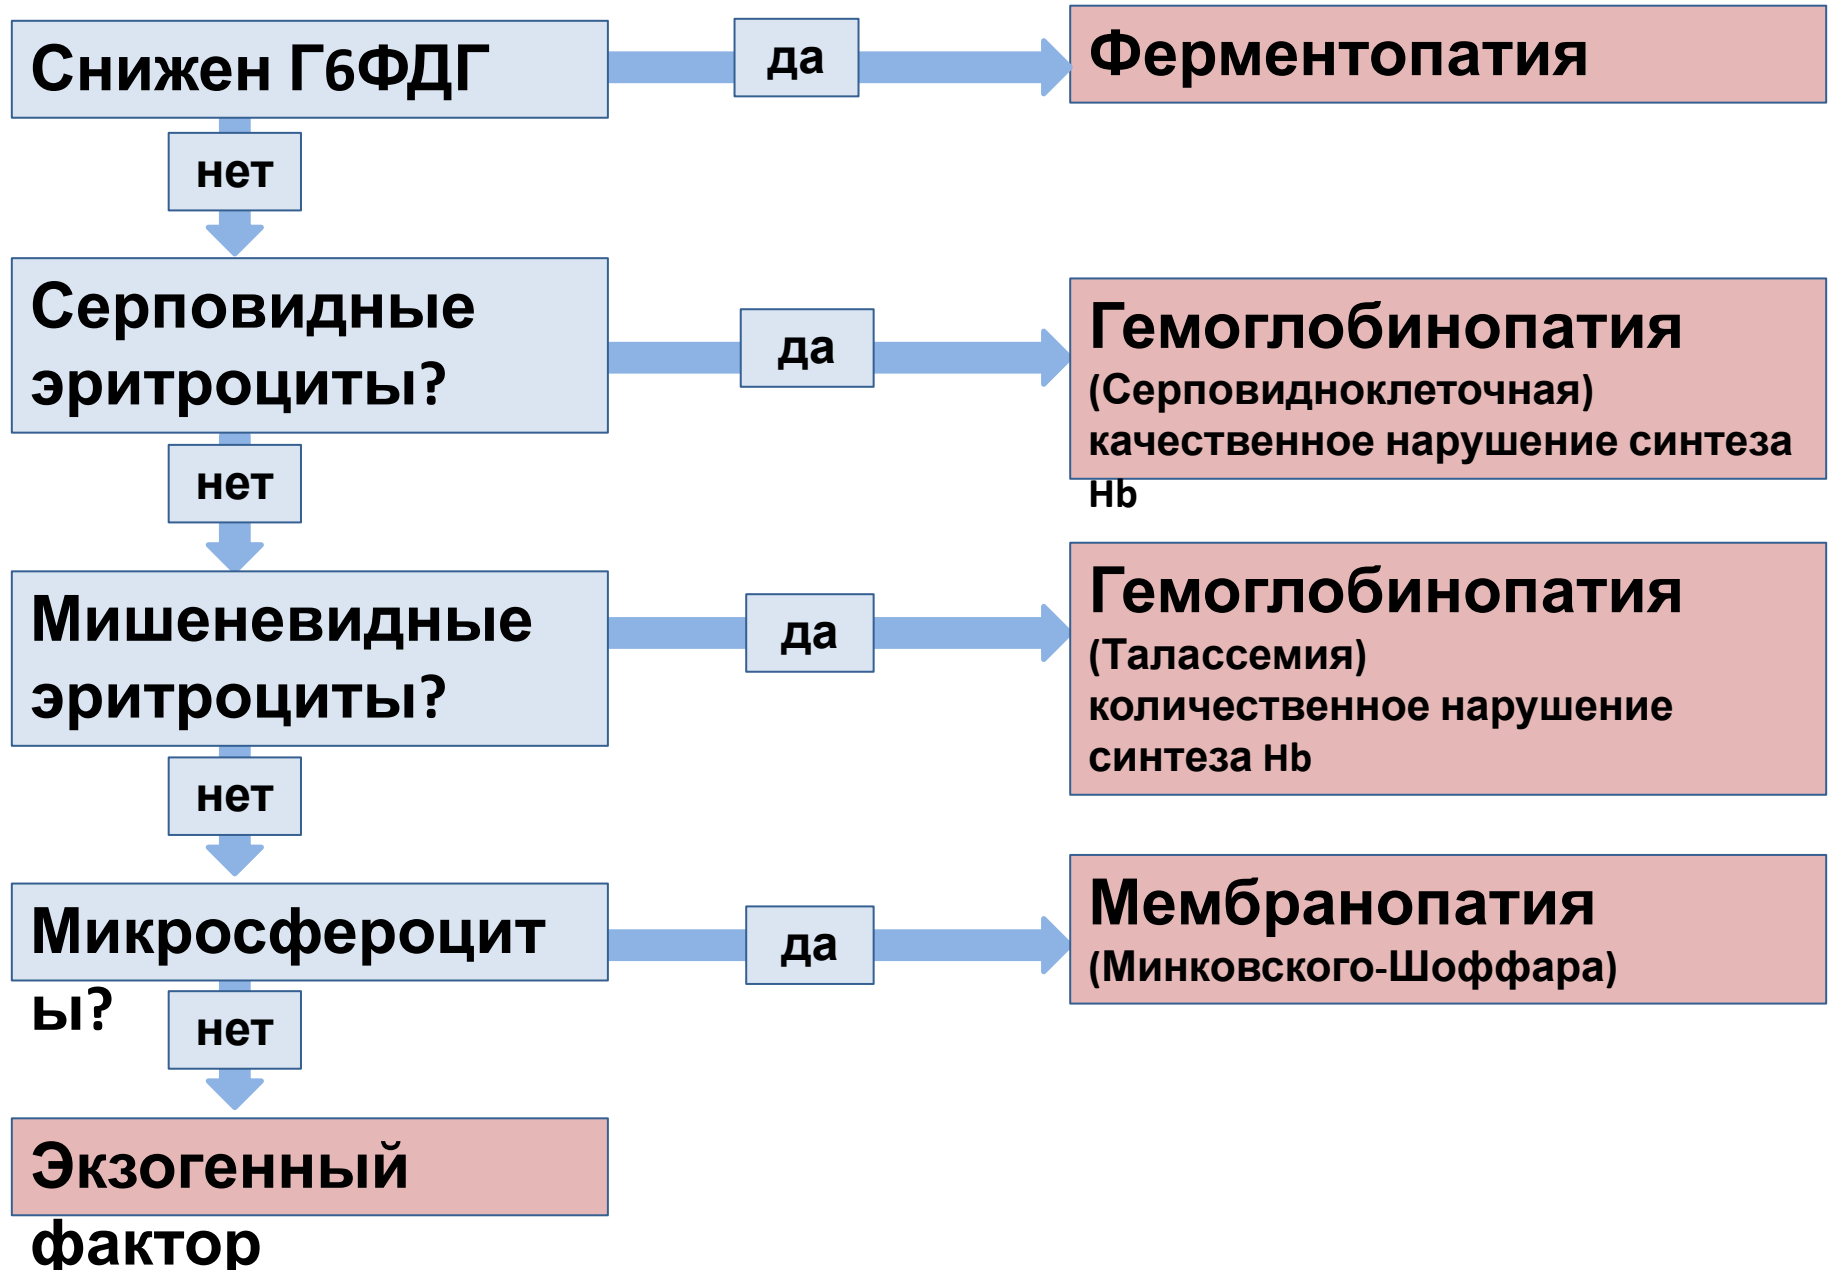 Снижен Г6ФДГ
да
Ферментопатия
нет
Серповидные
эритроциты?
да
Гемоглобинопатия
(Серповидноклеточная)
качественное нарушение синтеза
Hb
нет
Мишеневидные
эритроциты?
да
Гемоглобинопатия
(Талассемия)
количественное нарушение
синтеза Hb
нет
Микросфероцит
ы?
да
Мембранопатия
(Минковского-Шоффара)
нет
Экзогенный
фактор